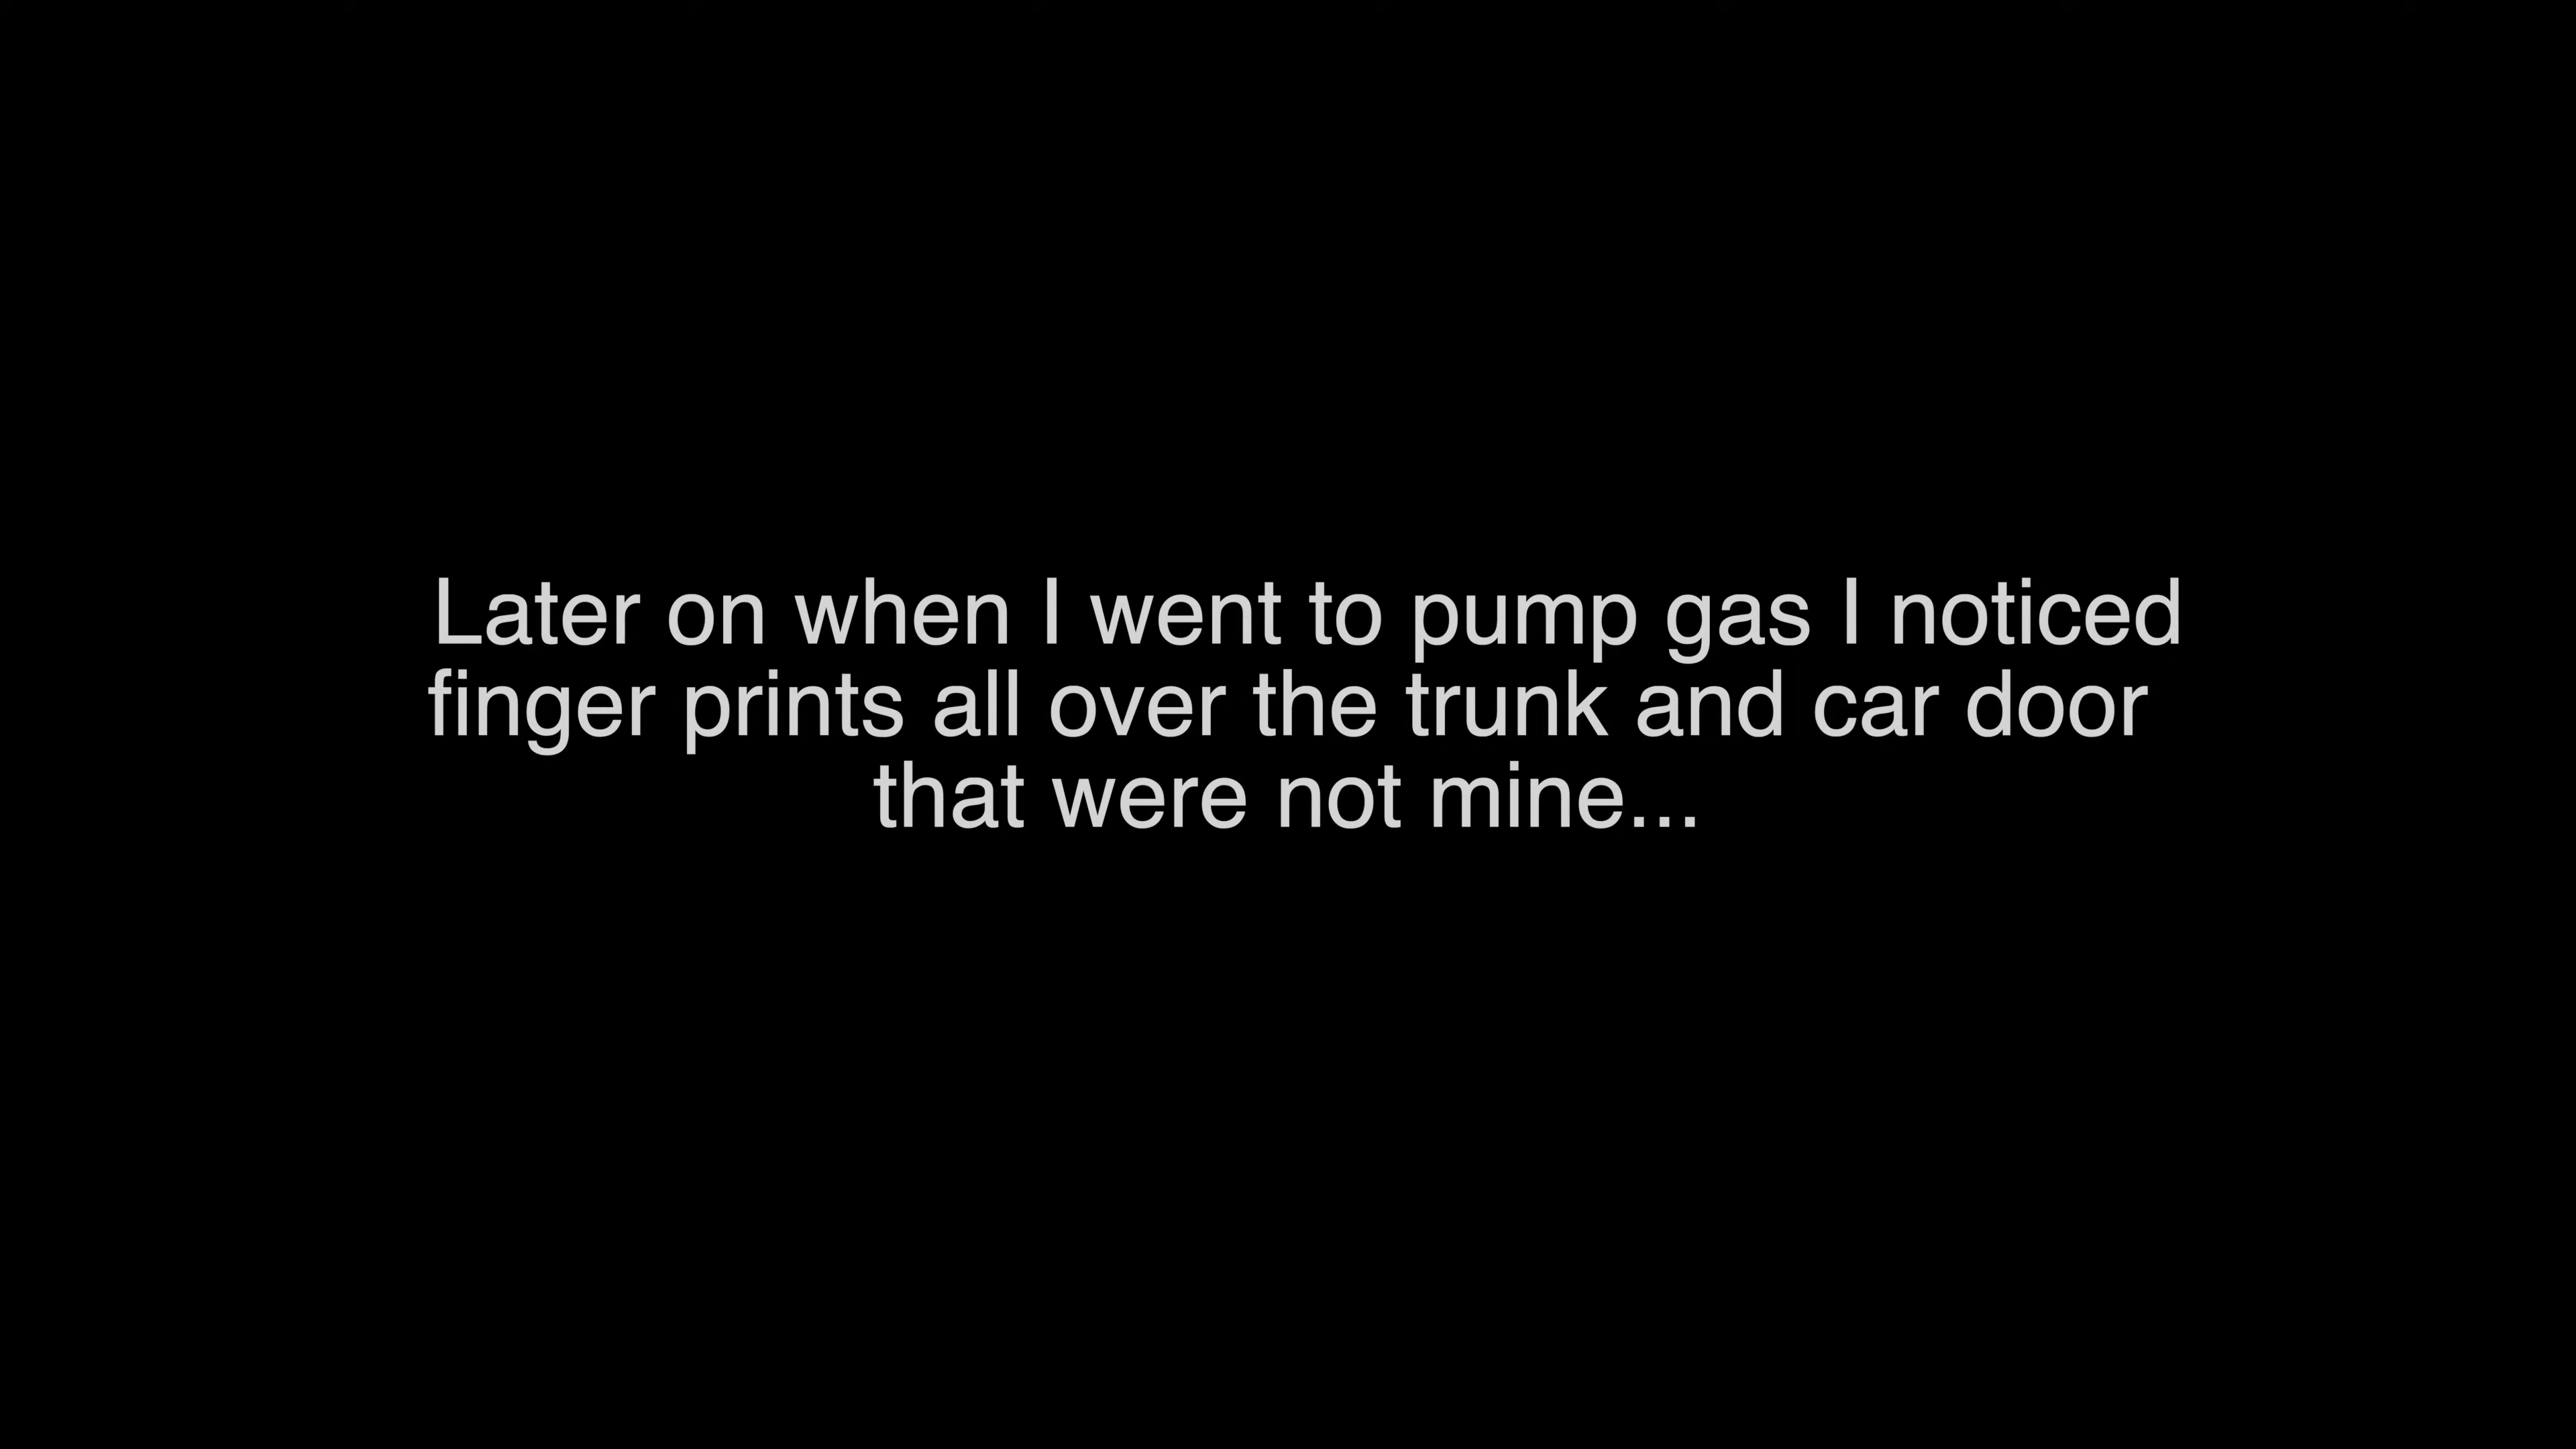 Later on when I went to pump gas I noticed
finger prints all over the trunk and car door
that were not mine...